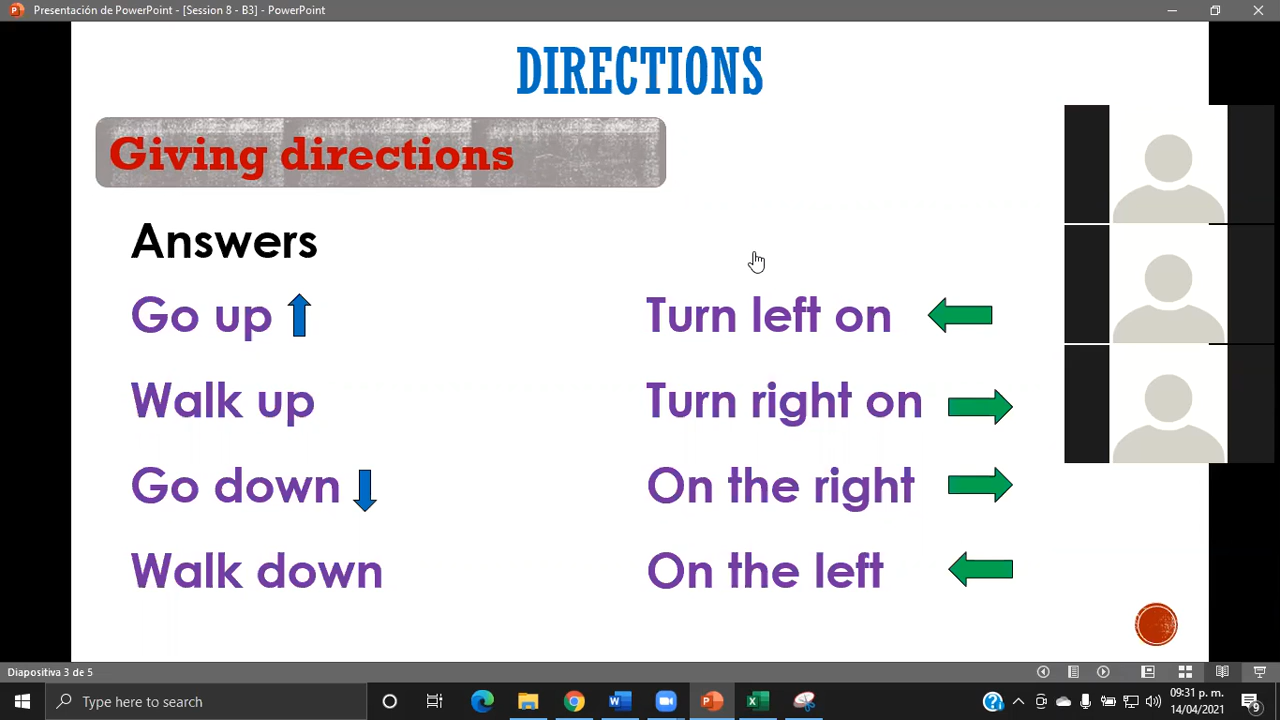 Presentación de PowerPoint - [Session 8 - B3] - PowerPoint
DIRECTIONS
Giving directions
Answers
Go up
Walk up
Go down
Walk down
Turn left on
Turn right on
On the right
On the left
Diapositiva 3 de 5
Type here to search
09:31 p. m.
14/04/2021
9